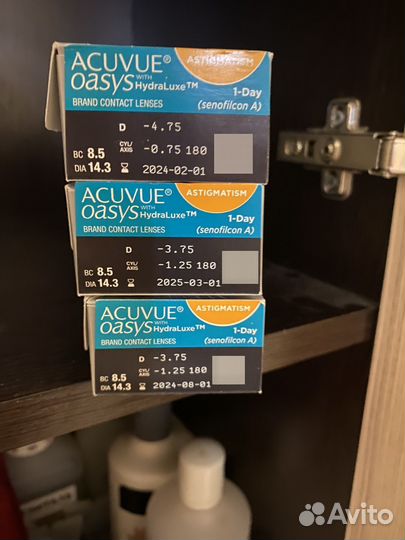 ACUVUE® ASTIGMATISM
OASYS WITH HydraLuxe™ 1-Day
BRAND CONTACT LENSES (senofilcon A)
D -4.75
BC 8.5 CYL/AXIS -0.75 180
DIA 14.3 2024-02-01
ACUVUE® ASTIGMATISM
OASYS WITH HydraLuxe™ 1-Day
BRAND CONTACT LENSES (senofilcon A)
D -3.75
BC 8.5 CYL/AXIS -1.25 180
DIA 14.3 2025-03-01
ACUVUE® ASTIGMATISM
OASYS WITH HydraLuxe™ 1-Day
BRAND CONTACT LENSES (senofilcon A)
D -3.75
BC 8.5 CYL/AXIS -1.25 180
DIA 14.3 2024-08-01
Avito